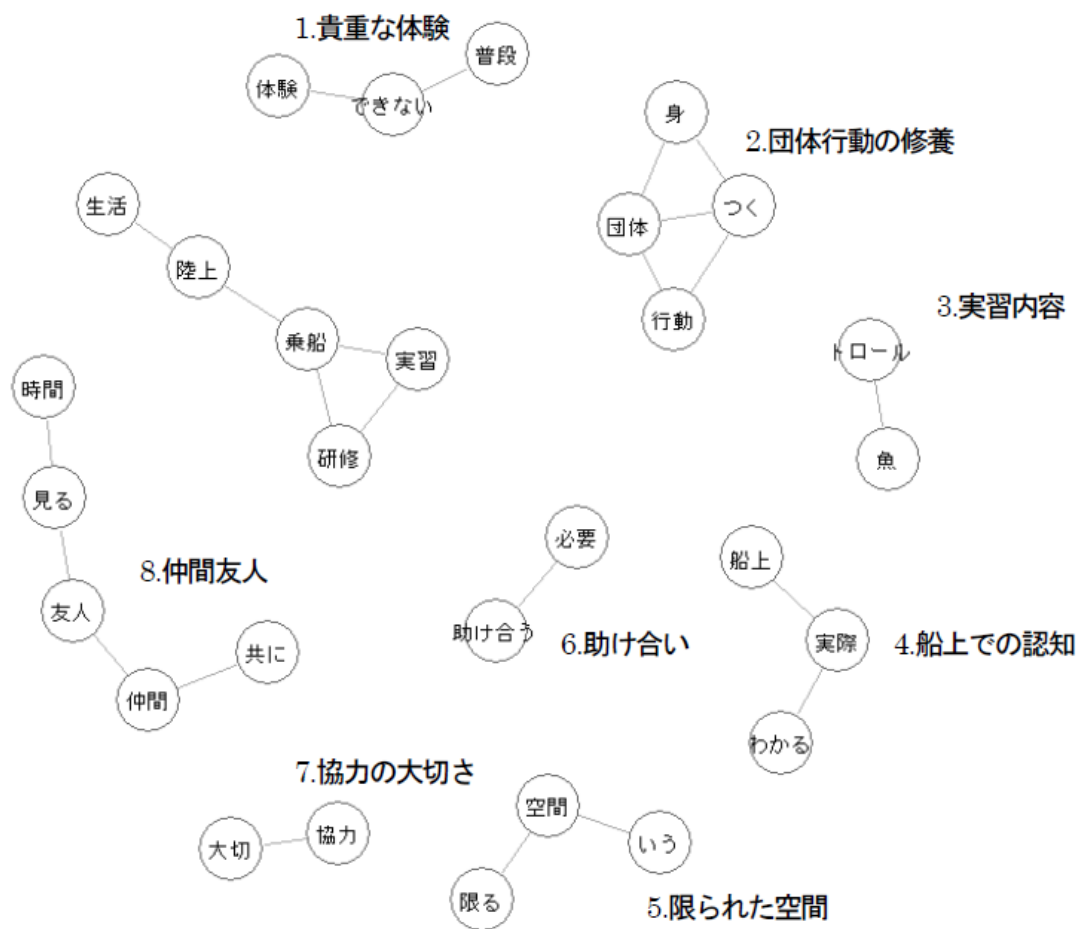 1.貴重な体験
普段
体験
できない
身
2.団体行動の修養
生活
つく
団体
陸上
3.実習内容
行動
乗船
トロール
実習
時間
研修
魚
見る
必要
船上
8.仲間友人
友人
助け合う
6.助け合い
実際
4.船上での認知
共に
仲間
わかる
7.協力の大切さ
空間
協力
大切
いう
限る
5.限られた空間